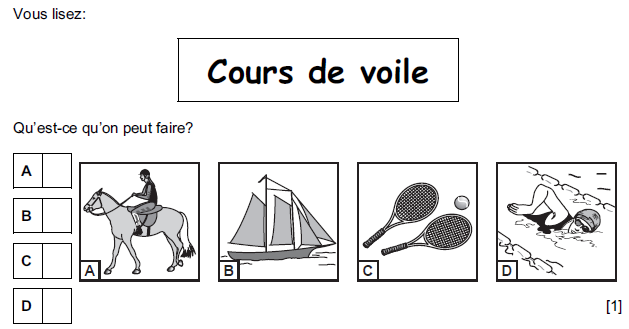 Vous lisez:
Cours de voile
Qu'est-ce qu'on peut faire?
A
B
C
D
A
B
C
D
[1]